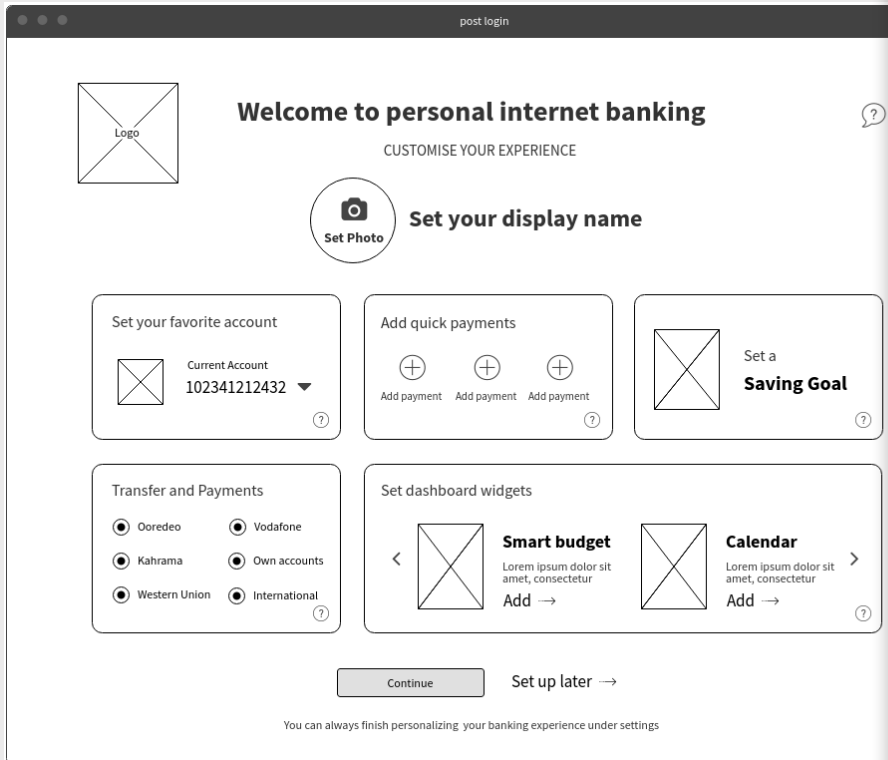 post login
Logo
Welcome to personal internet banking
?
CUSTOMISE YOUR EXPERIENCE
Set Photo
Set your display name
Set your favorite account
Current Account
102341212432
?
Add quick payments
Add payment
Add payment
Add payment
?
Set a
Saving Goal
?
Transfer and Payments
Ooredeo
Vodafone
Kahrama
Own accounts
Western Union
International
?
Set dashboard widgets
Smart budget
Lorem ipsum dolor sit
amet, consectetur
Add →
Calendar
Lorem ipsum dolor sit
amet, consectetur
Add →
?
Continue
Set up later →
You can always finish personalizing  your banking experience under settings